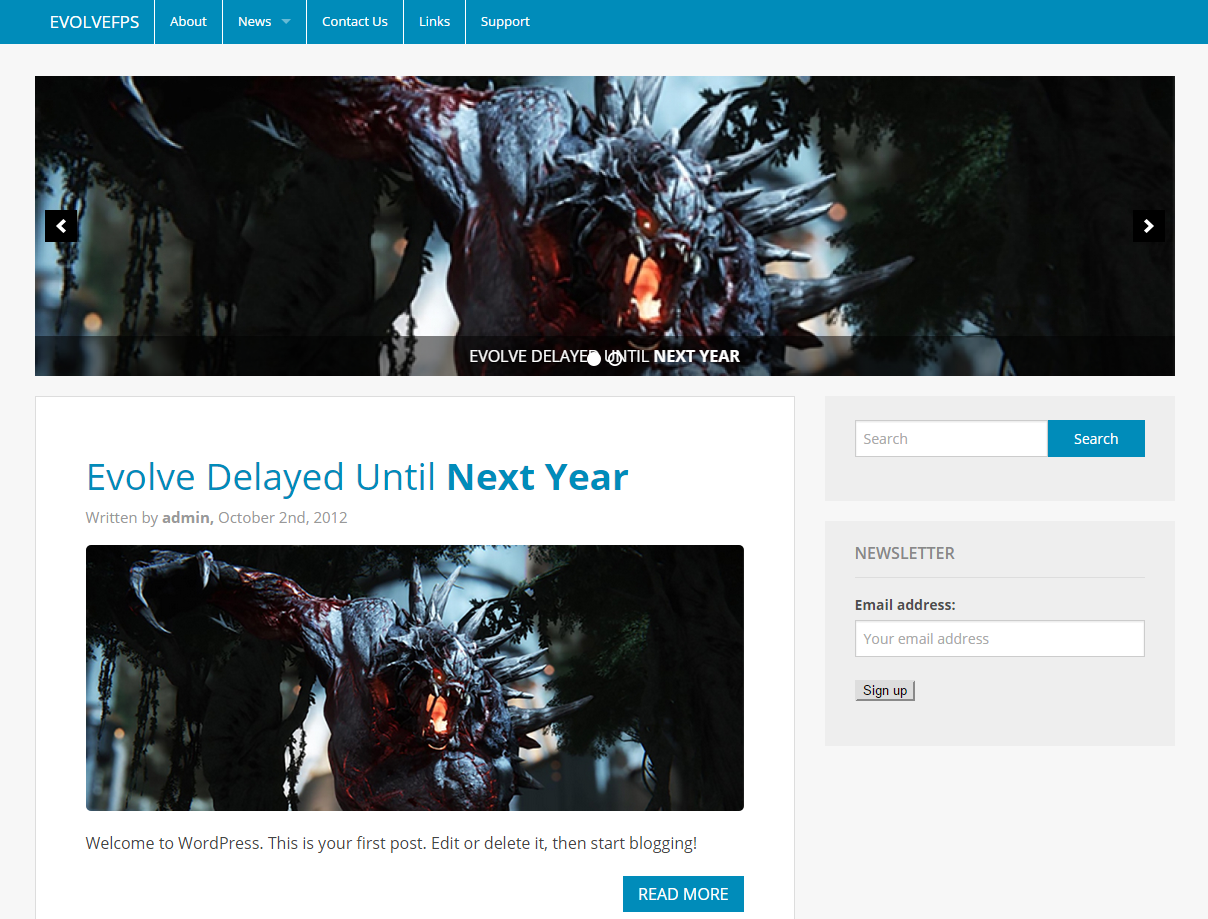 EVOLVEFPS About News Contact Us Links Support
EVOLVE DELAYED UNTIL NEXT YEAR
Evolve Delayed Until Next Year
Written by admin, October 2nd, 2012
Welcome to WordPress. This is your first post. Edit or delete it, then start blogging!
READ MORE
Search Search
NEWSLETTER
Email address:
Your email address
Sign up